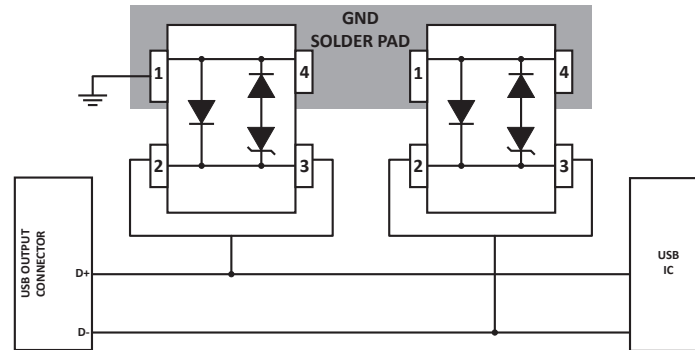 GND
SOLDER PAD
1
4
1
4
2
3
2
3
USB OUTPUT
CONNECTOR
D+
D-
USB
IC